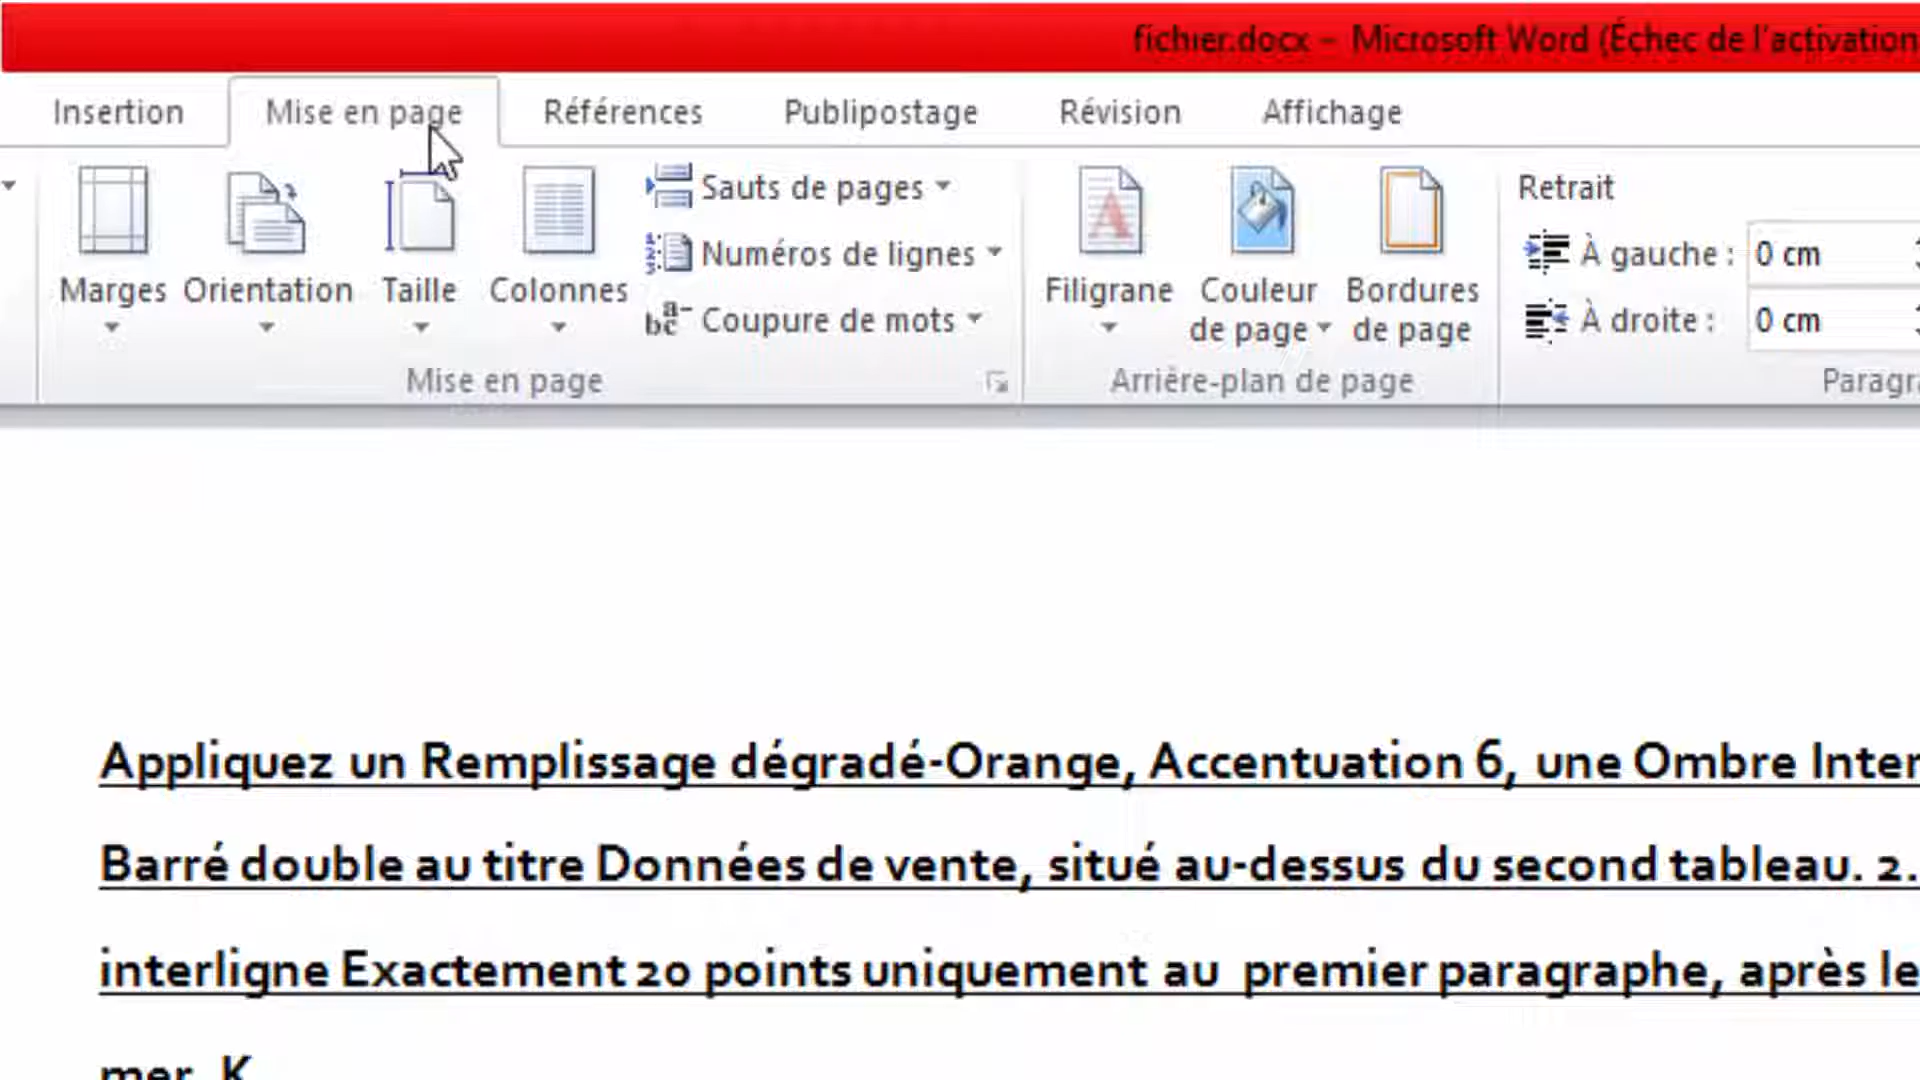 fichier.docx - Microsoft Word (Échec de l'activation
Insertion Mise en page Références Publipostage Révision Affichage
Marges Orientation Taille Colonnes
Sauts de pages
Numéros de lignes
Coupure de mots
Mise en page
Filigrane Couleur de page Bordures de page
Arrière-plan de page
Retrait
À gauche : 0 cm
À droite : 0 cm
Appliquez un Remplissage dégradé-Orange, Accentuation 6, une Ombre
Barré double au titre Données de vente, situé au-dessus du second tableau. 2.
interligne Exactement 20 points uniquement au premier paragraphe, après le
mer K